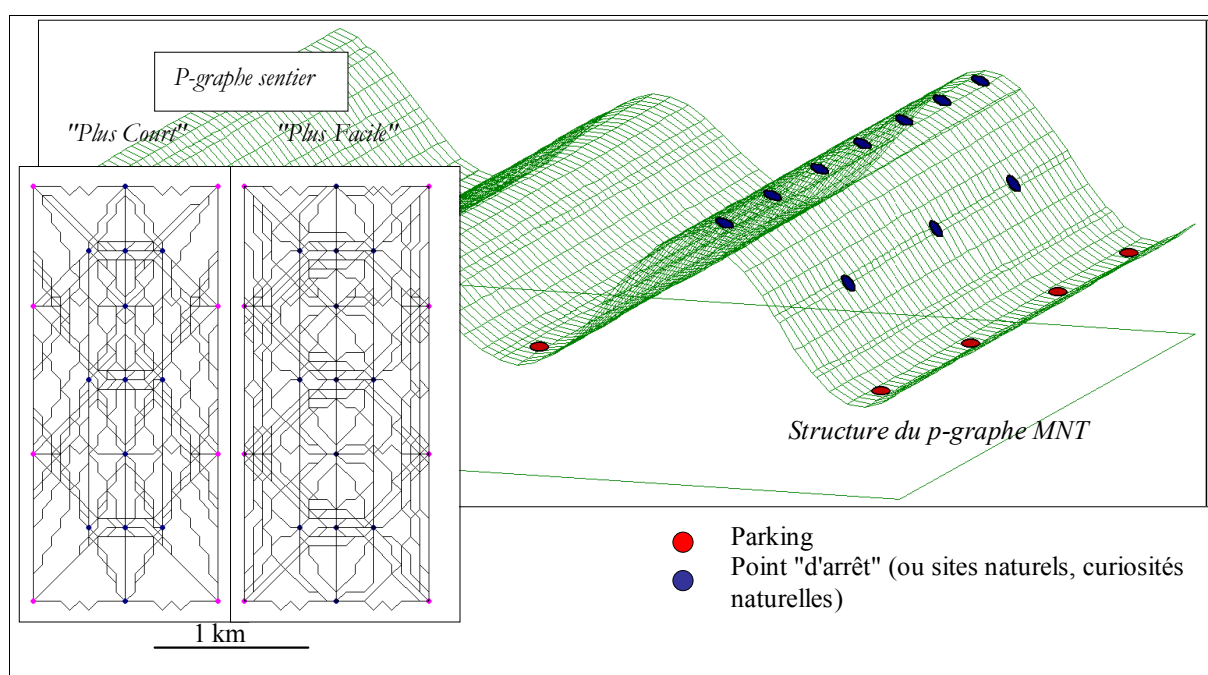 P-graphe sentier
"Plus Court"
"Plus Facile"
Structure du p-graphe MNT
Parking
Point "d'arrêt" (ou sites naturels, curiosités
naturelles)
1 km